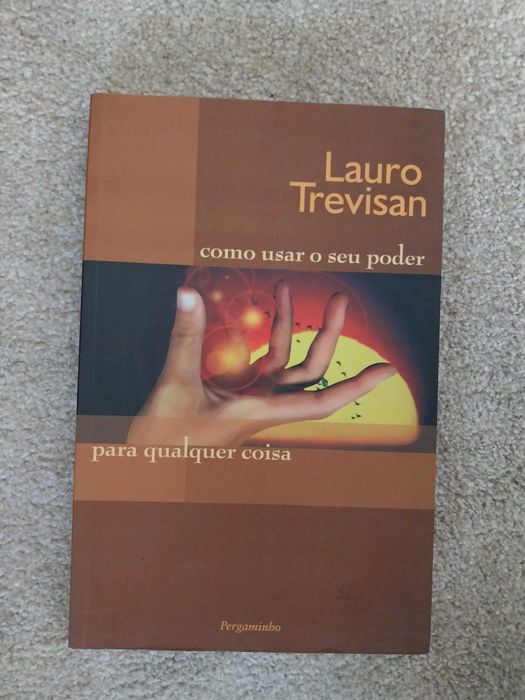 Lauro
Trevisan
como usar o seu poder
para qualquer coisa
Pergaminho